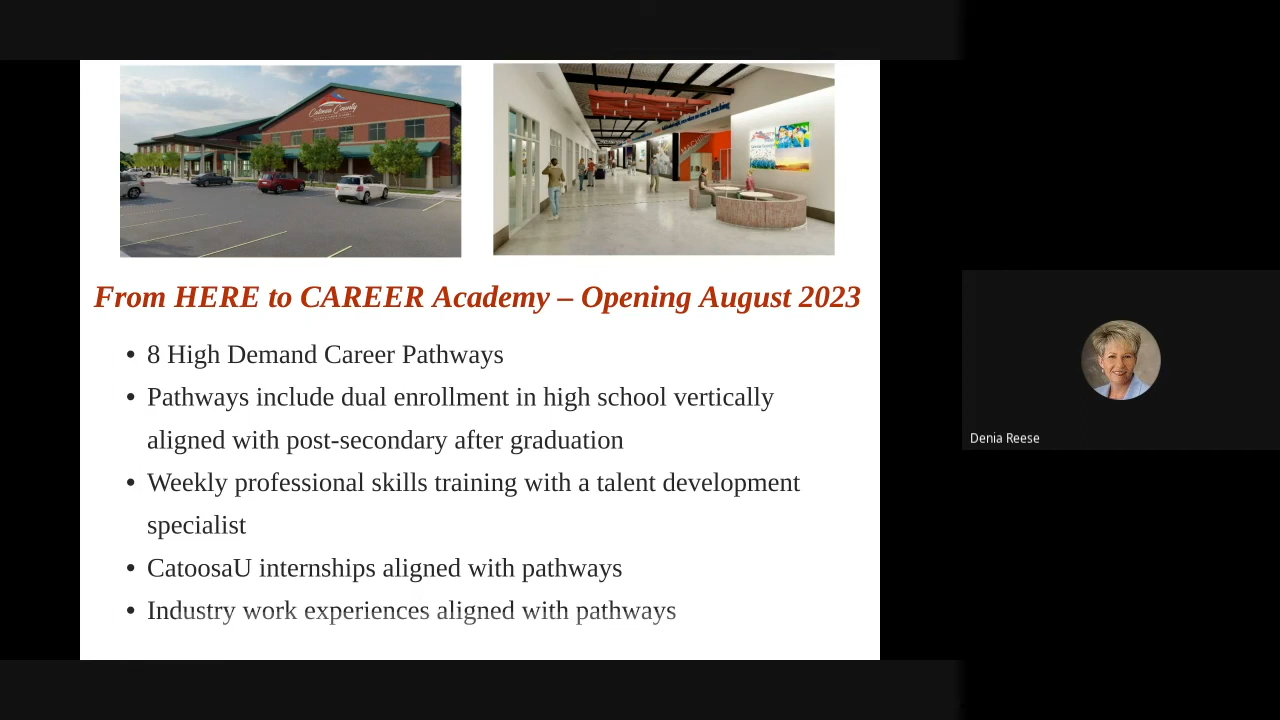 Catoosa County
From HERE to CAREER Academy – Opening August 2023
• 8 High Demand Career Pathways
• Pathways include dual enrollment in high school vertically
aligned with post-secondary after graduation
• Weekly professional skills training with a talent development
specialist
• CatoosaU internships aligned with pathways
• Industry work experiences aligned with pathways
Denia Reese